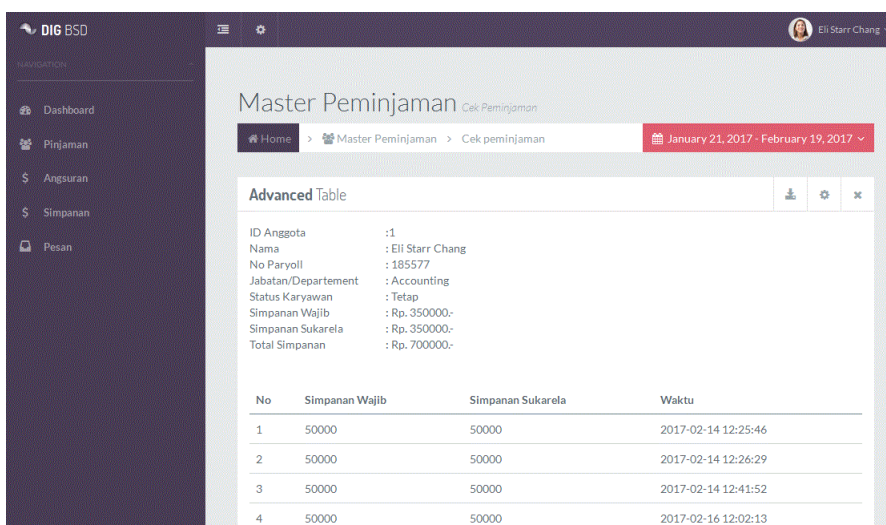 DIG BSD
Eli Starr Chang
NAVIGATION
Dashboard
Pinjaman
$ Angsuran
$ Simpanan
Pesan
Master Peminjaman Cek Peminjaman
Home > Master Peminjaman > Cek peminjaman
January 21, 2017 - February 19, 2017
Advanced Table
ID Anggota :1
Nama : Eli Starr Chang
No Paryoll : 185577
Jabatan/Departement : Accounting
Status Karyawan : Tetap
Simpanan Wajib : Rp. 350000.-
Simpanan Sukarela : Rp. 350000.-
Total Simpanan : Rp. 700000.-
No Simpanan Wajib Simpanan Sukarela Waktu
1 50000 50000 2017-02-14 12:25:46
2 50000 50000 2017-02-14 12:26:29
3 50000 50000 2017-02-14 12:41:52
4 50000 50000 2017-02-16 12:02:13